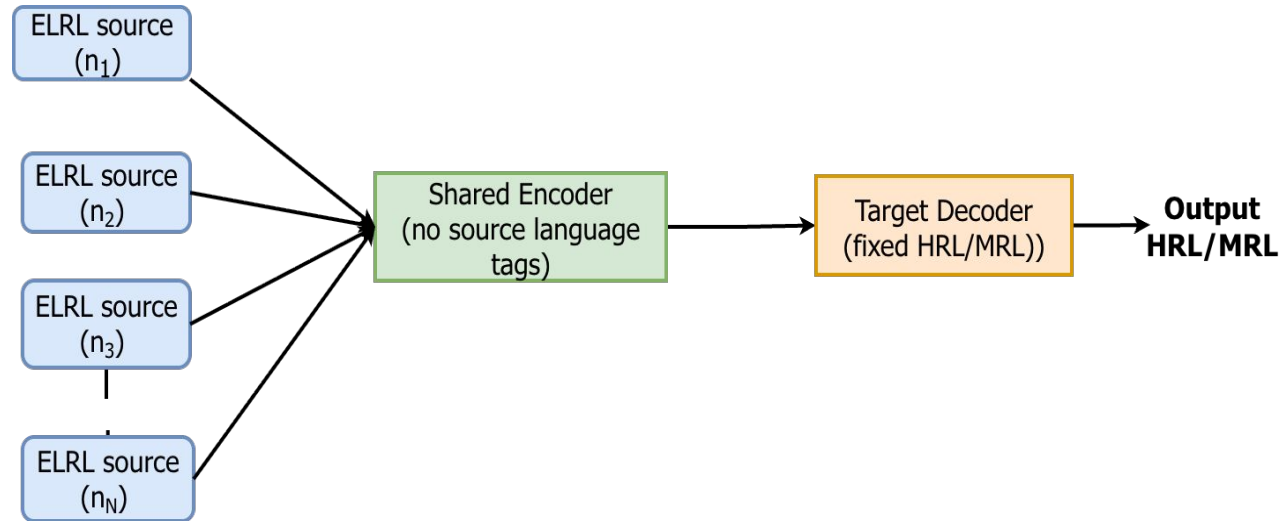 ELRL source
(n₁)
ELRL source
(n₂)
ELRL source
(n₃)
ELRL source
(n_N)
Shared Encoder
(no source language
tags)
Target Decoder
(fixed HRL/MRL))
Output
HRL/MRL